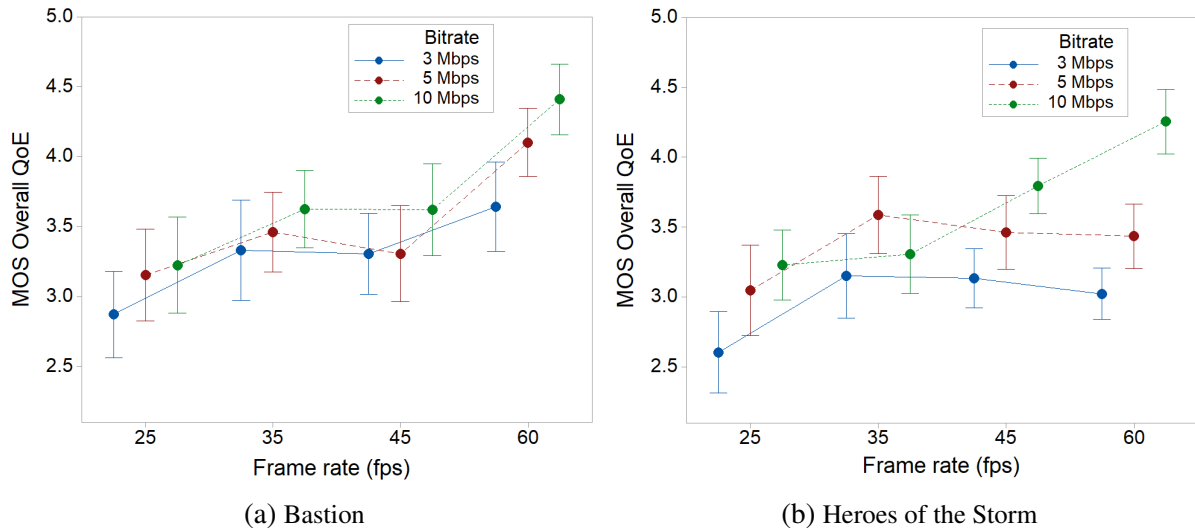 5.0
4.5
4.0
3.5
3.0
2.5
MOS Overall QoE
Bitrate
3 Mbps
5 Mbps
10 Mbps
25
35
45
60
Frame rate (fps)
(a) Bastion
5.0
4.5
4.0
3.5
3.0
2.5
MOS Overall QoE
Bitrate
3 Mbps
5 Mbps
10 Mbps
25
35
45
60
Frame rate (fps)
(b) Heroes of the Storm